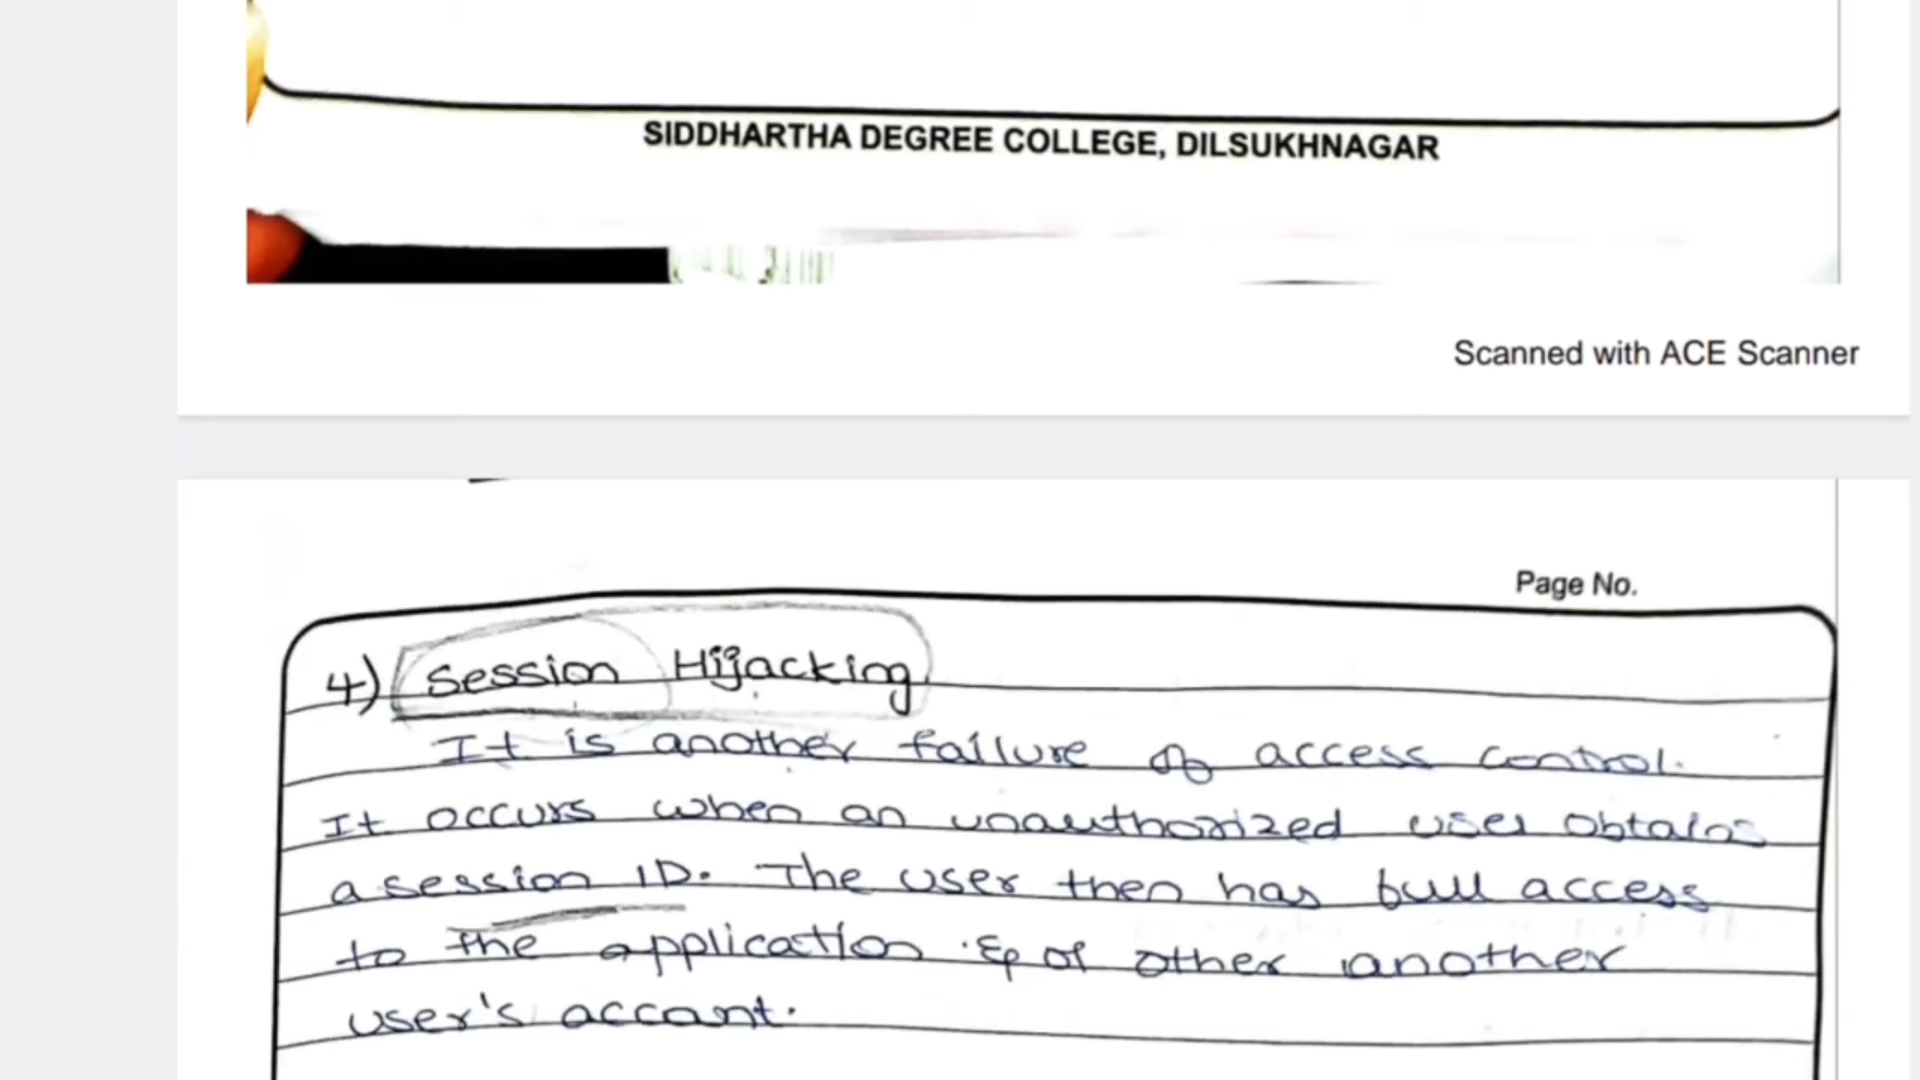 SIDDHARTHA DEGREE COLLEGE, DILSUKHNAGAR
Scanned with ACE Scanner
Page No.
4) Session Hijacking
It is another failure of access control.
It occurs when an unauthorized user obtains
a session ID. The user then has full access
to the application & of other another
user's accant.